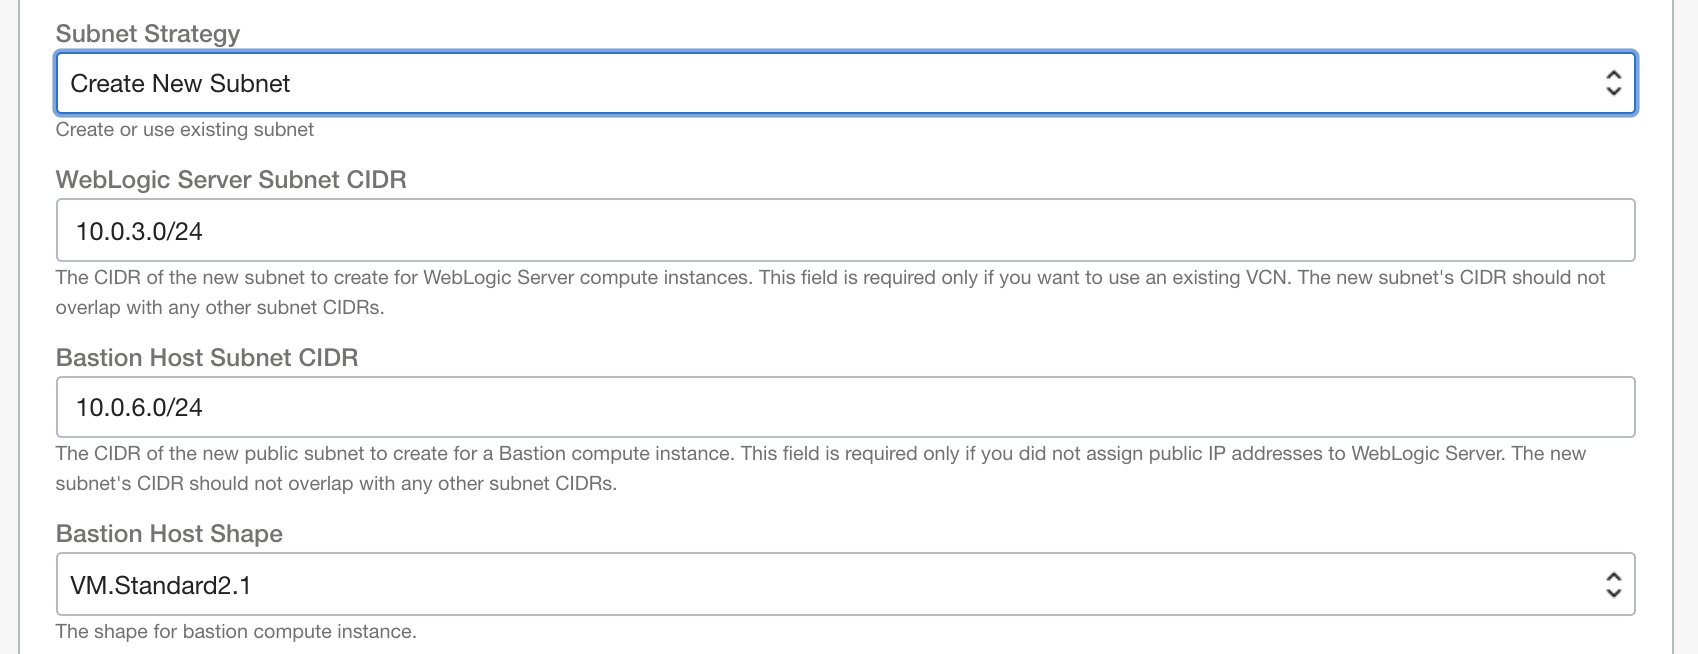 Subnet Strategy
Create New Subnet
Create or use existing subnet
WebLogic Server Subnet CIDR
10.0.3.0/24
The CIDR of the new subnet to create for WebLogic Server compute instances. This field is required only if you want to use an existing VCN. The new subnet's CIDR should not
overlap with any other subnet CIDRs.
Bastion Host Subnet CIDR
10.0.6.0/24
The CIDR of the new public subnet to create for a Bastion compute instance. This field is required only if you did not assign public IP addresses to WebLogic Server. The new
subnet's CIDR should not overlap with any other subnet CIDRs.
Bastion Host Shape
VM.Standard2.1
The shape for bastion compute instance.